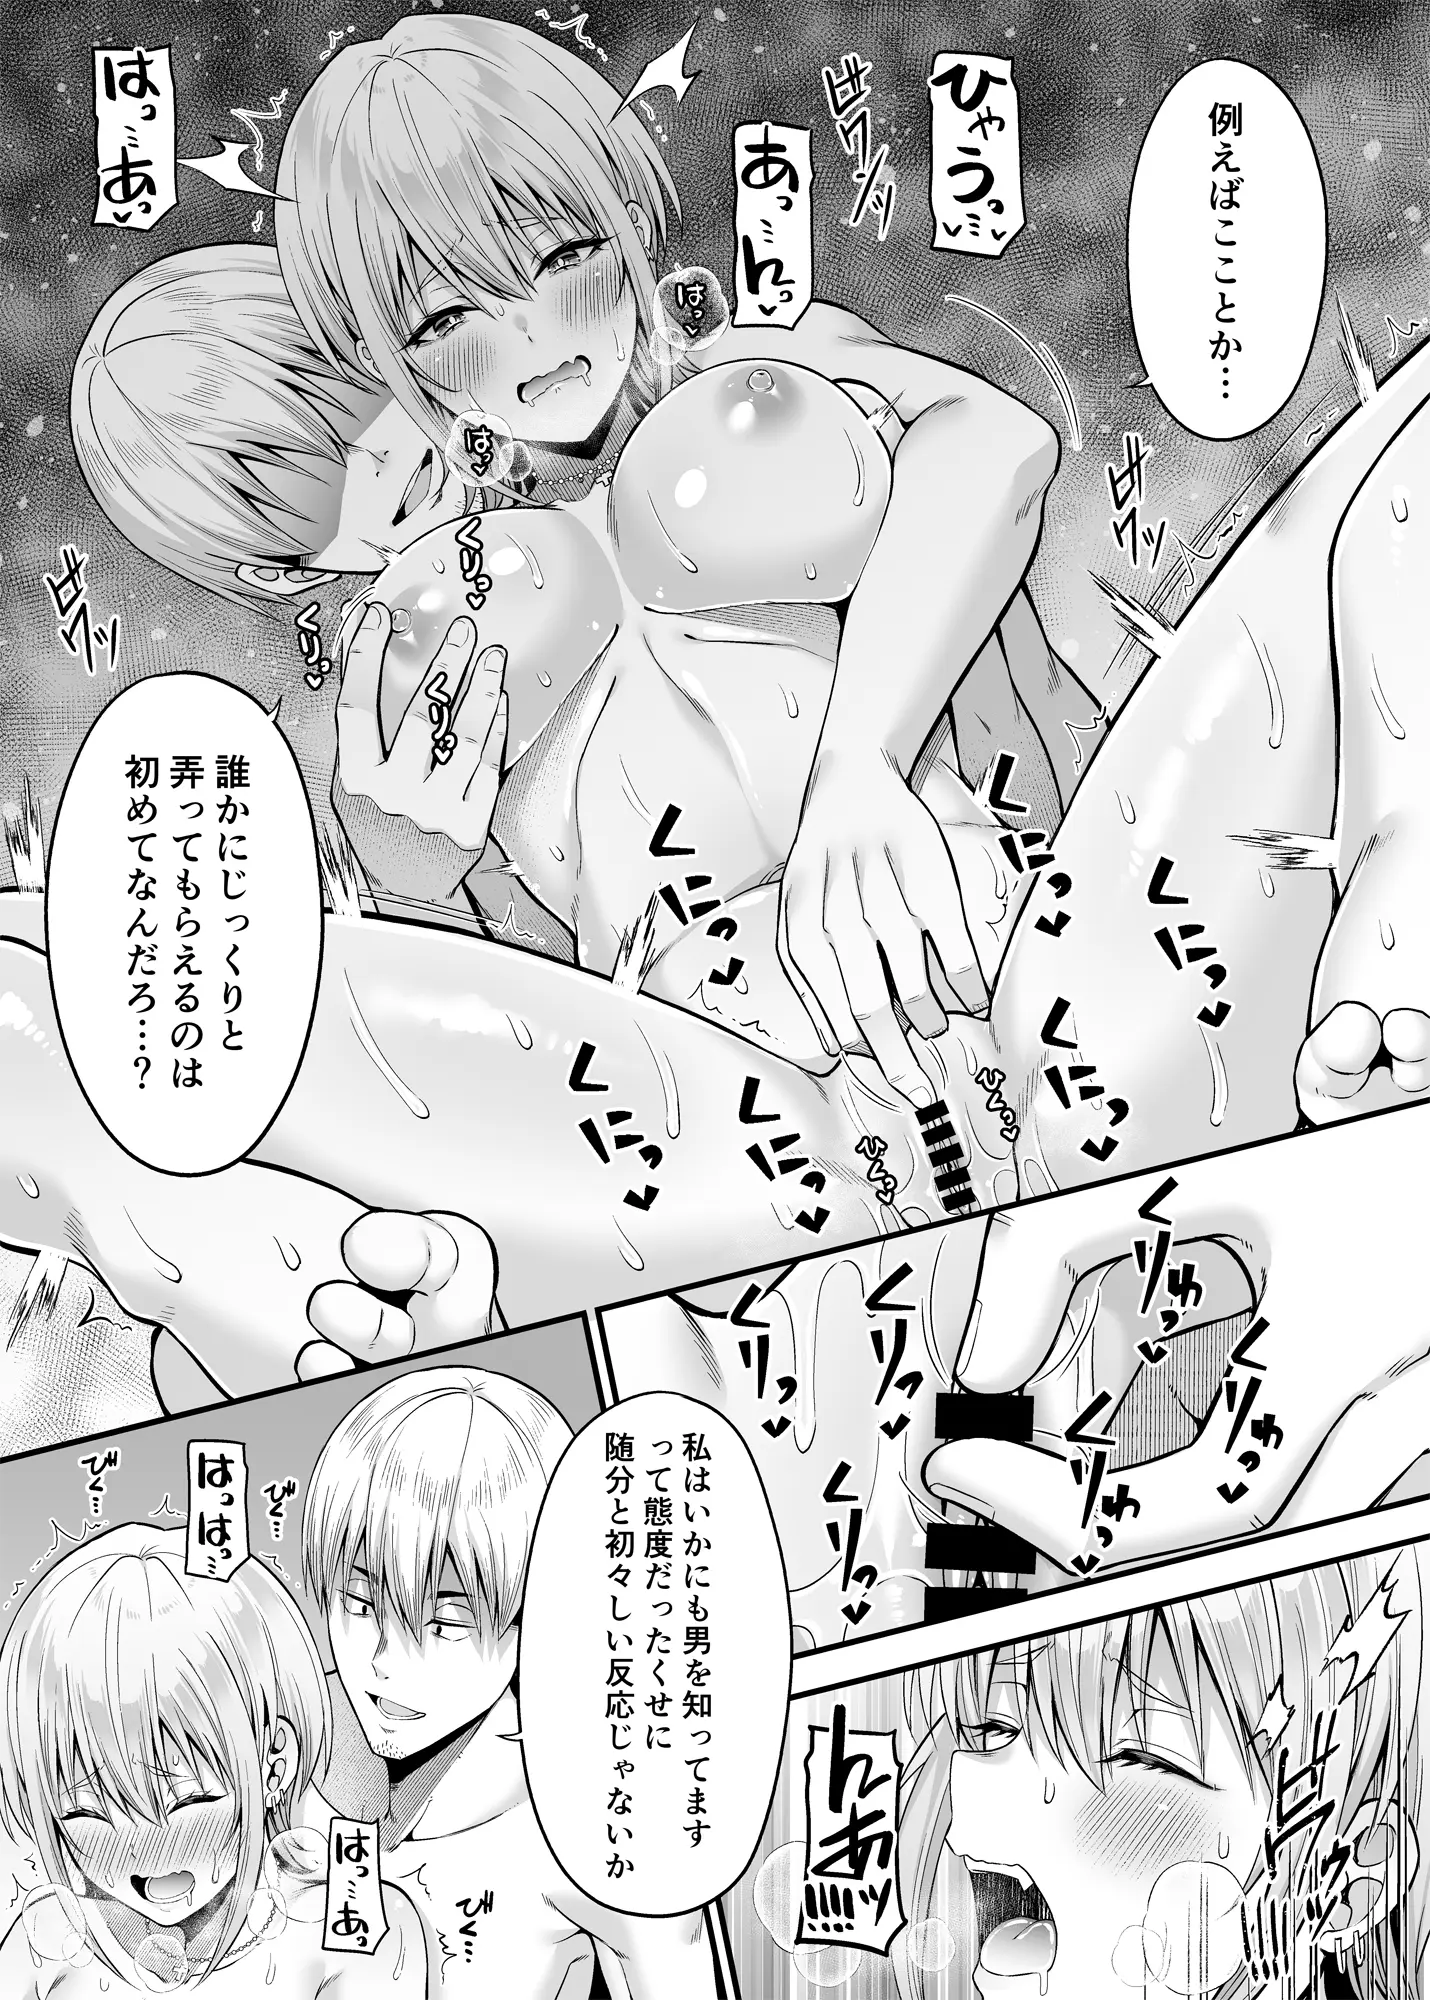 例えばここことか…
ひゃうっ…♥
ビクンッ♥
あっ…んっ♥
はっ…あっ♥
はっ♥
はっ♥
くりっ♥
くりっ♥
くりっ♥
ビクッ
ビクッ
誰かにじっくりと
弄ってもらえるのは
初めてなんだろ…?
くにっ♥
くにっ♥
くにっ♥
くにっ♥
くにっ♥
くにっ♥
ひくっ♥
ひくっ♥
くりゅっ♥
くりっ♥
くりっ♥
くりっ♥
くりゅっ♥
んあ゛ッ!!!!!
ビクッ
私はいかにも男を知ってます
って態度だったくせに
随分と初々しい反応じゃないか
びく…
はっはっ…
びく…
はっ…あっ
びく…